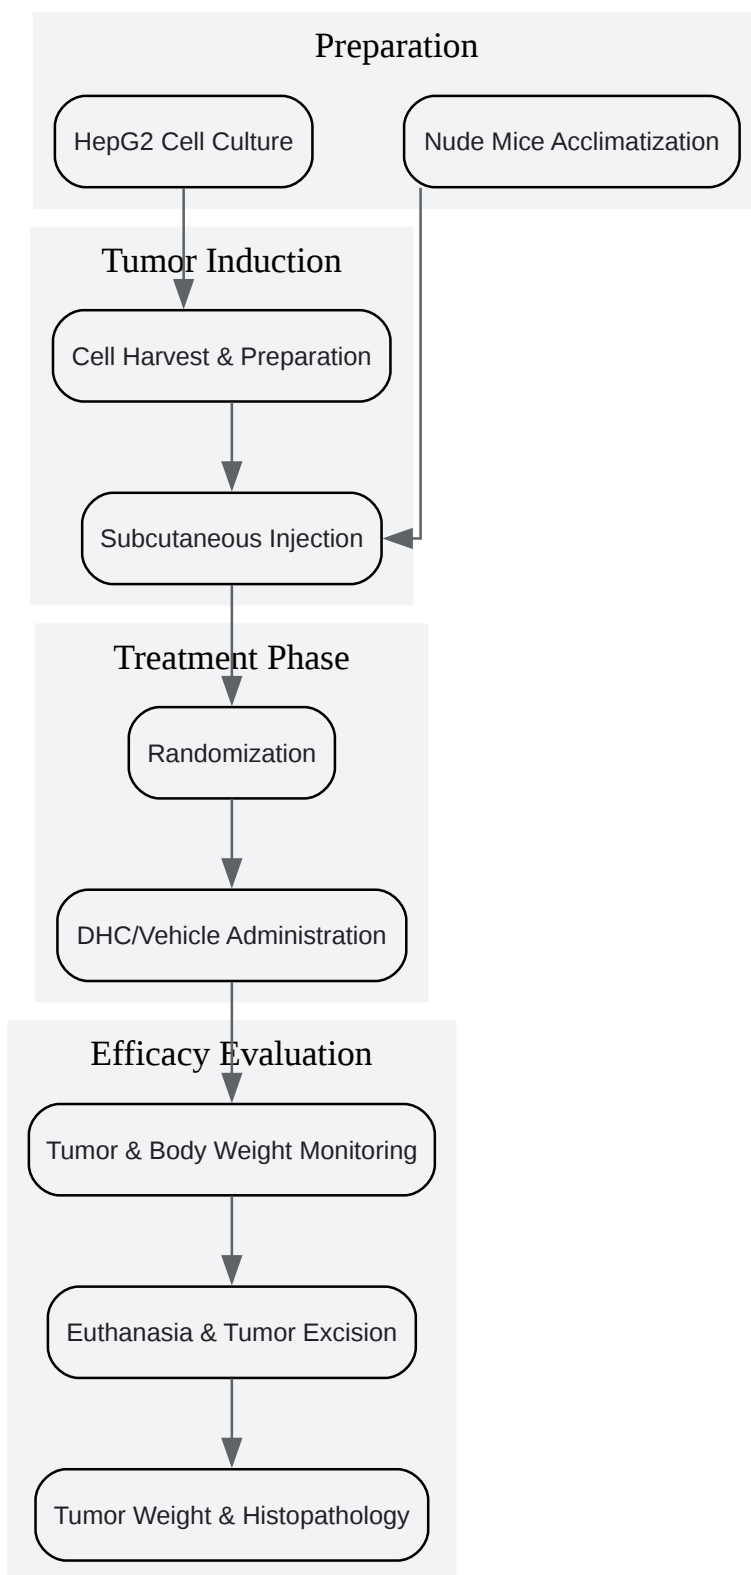 Preparation
HepG2 Cell Culture
Nude Mice Acclimatization
Tumor Induction
Cell Harvest & Preparation
Subcutaneous Injection
Treatment Phase
Randomization
DHC/Vehicle Administration
Efficacy Evaluation
Tumor & Body Weight Monitoring
Euthanasia & Tumor Excision
Tumor Weight & Histopathology